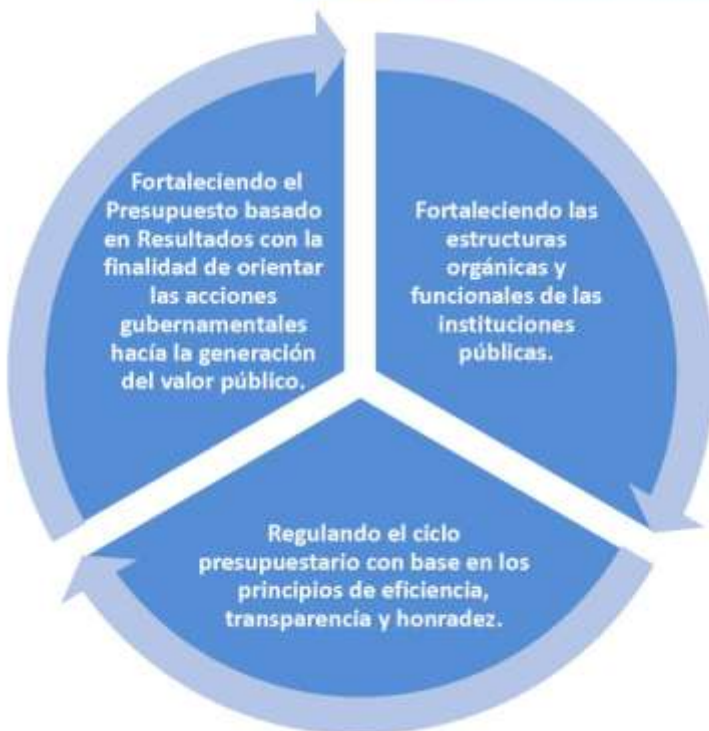 Fortaleciendo el
Presupuesto basado
en Resultados con la
finalidad de orientar
las acciones
gubernamentales
hacía la generación
del valor público.
Fortaleciendo las
estructuras
orgánicas y
funcionales de las
instituciones
públicas.
Regulando el ciclo
presupuestario con base en los
principios de eficiencia,
transparencia y honradez.